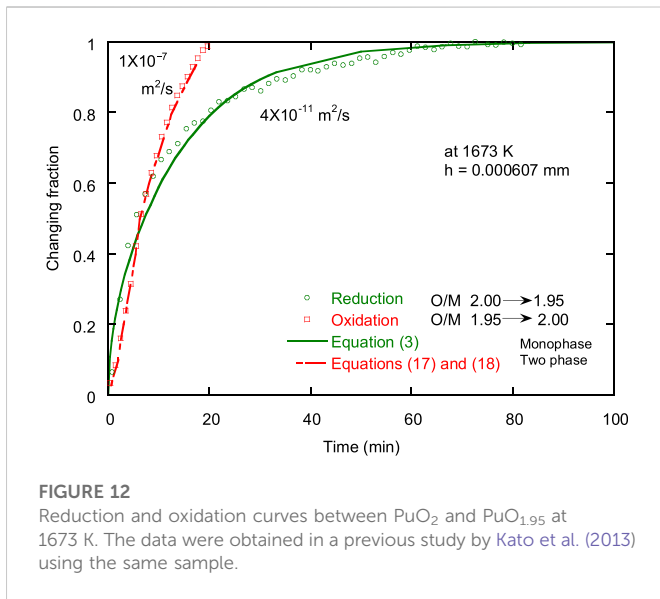 1
0.8
0.6
0.4
0.2
0
Changing fraction
1X10⁻⁷
m²/s
4X10⁻¹¹ m²/s
at 1673 K
h = 0.000607 mm
Reduction O/M 2.00 → 1.95
Oxidation O/M 1.95 → 2.00
Equation (3) Monophase
Equations (17) and (18) Two phase
0 20 40 60 80 100
Time (min)
FIGURE 12
Reduction and oxidation curves between PuO₂ and PuO₁.₉₅ at
1673 K. The data were obtained in a previous study by Kato et al. (2013)
using the same sample.